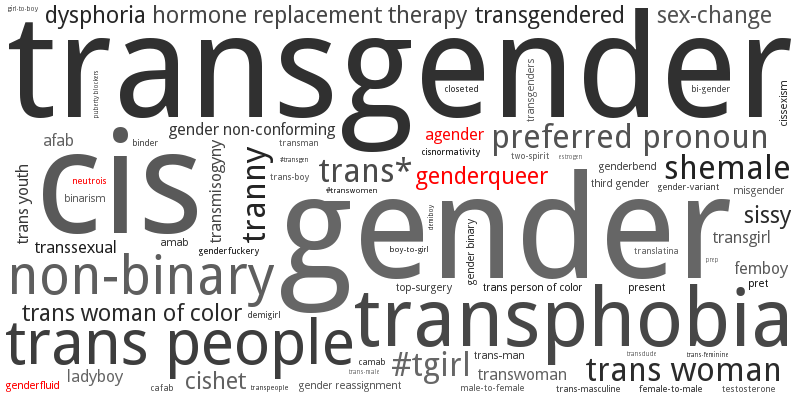 girl-to-boy
dysphoria
hormone replacement therapy
transgendered
sex-change
transgender
puberty blockers
closeted
transgenders
bi-gender
cissexism
afab
binder
gender non-conforming
transman
agender
preferred pronoun
cis
#transgen
cisnormativity
two-spirit
estrogen
trans youth
neutrois
binarism
transmisogyny
tranny
trans-boy
trans*
#transwomen
genderqueer
genderbend
shemale
third gender
gender-variant
misgender
gender
demiboy
sissy
transgirl
transsexual
amab
genderfuckery
boy-to-girl
gender binary
translatina
prep
femboy
non-binary
top-surgery
trans person of color
present
pret
trans woman of color
demigirl
transphobia
trans people
camab
trans-male
#tgirl
trans-man
transdude
trans-feminine
transwoman
trans woman
genderfluid
ladyboy
cafab
cishet
transpeople
gender reassignment
male-to-female
trans-masculine
female-to-male
testosterone